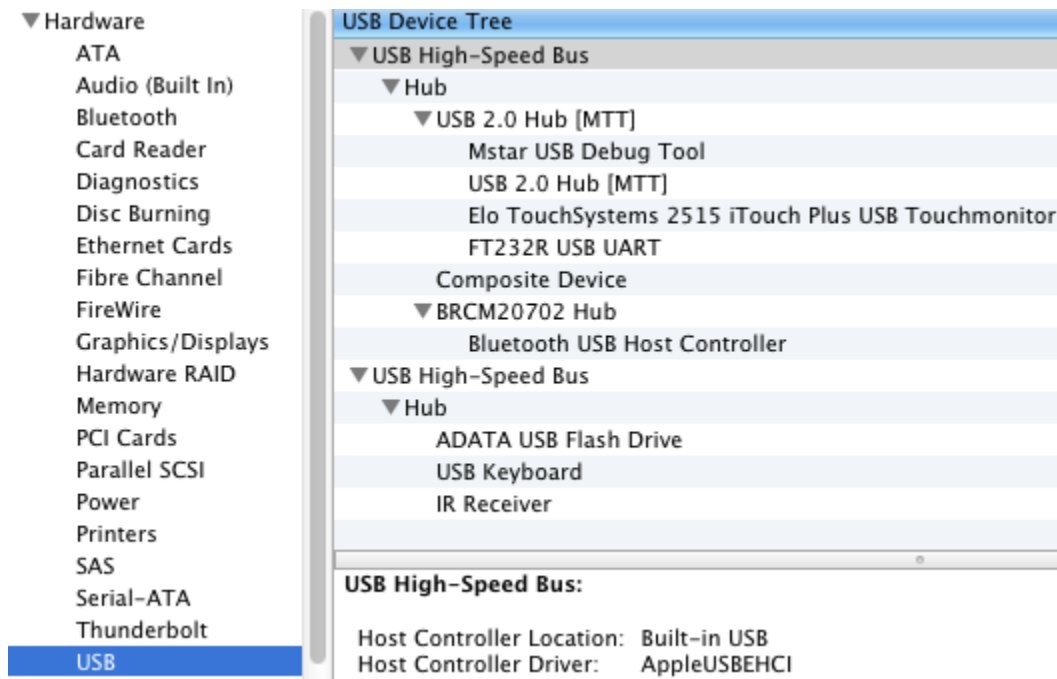 Hardware
ATA
Audio (Built In)
Bluetooth
Card Reader
Diagnostics
Disc Burning
Ethernet Cards
Fibre Channel
FireWire
Graphics/Displays
Hardware RAID
Memory
PCI Cards
Parallel SCSI
Power
Printers
SAS
Serial-ATA
Thunderbolt
USB
USB Device Tree
USB High-Speed Bus
Hub
USB 2.0 Hub [MTT]
Mstar USB Debug Tool
USB 2.0 Hub [MTT]
Elo TouchSystems 2515 iTouch Plus USB Touchmonitor
FT232R USB UART
Composite Device
BRCM20702 Hub
Bluetooth USB Host Controller
USB High-Speed Bus
Hub
ADATA USB Flash Drive
USB Keyboard
IR Receiver
USB High-Speed Bus:
Host Controller Location: Built-in USB
Host Controller Driver: AppleUSBEHCI